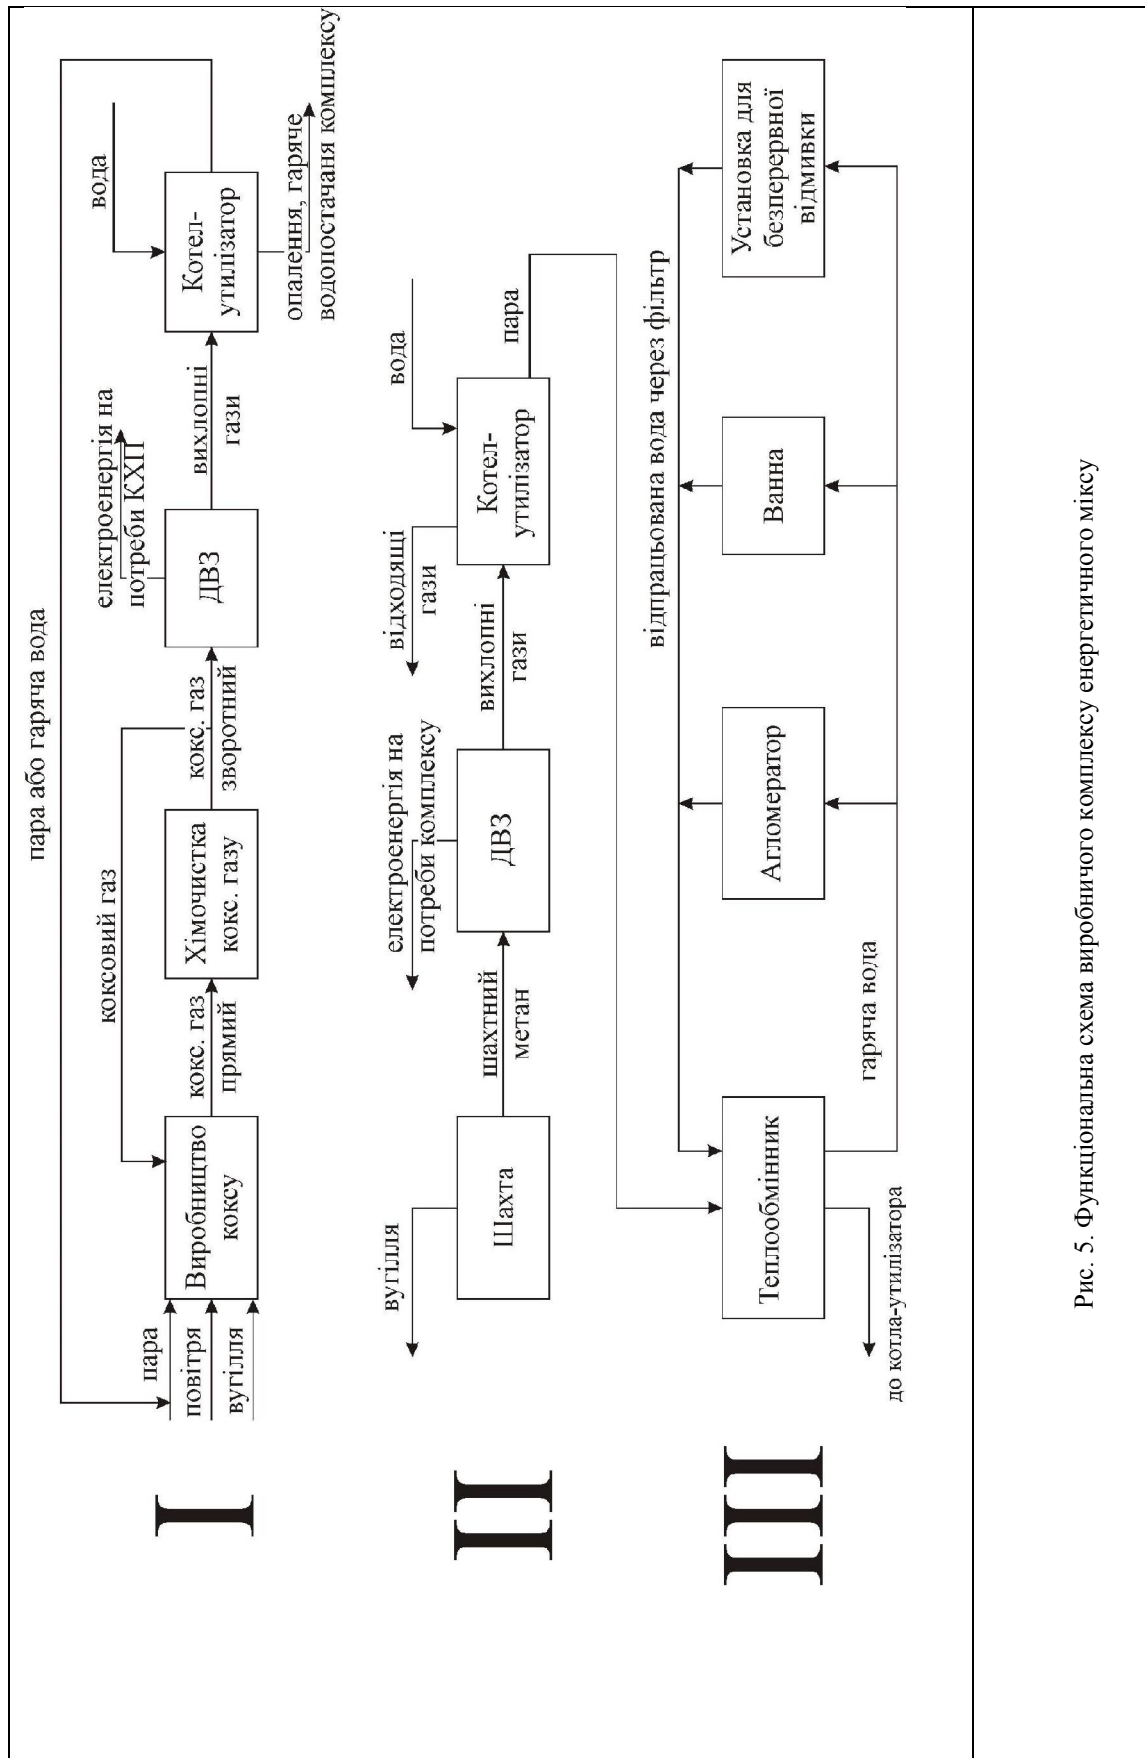 I
пара або гаряча вода
пара
повітря
вугілля
Виробництво
коксу
коксовий газ
кокс. газ
прямий
Хімочистка
кокс. газу
кокс. газ
зворотний
ДВЗ
електроенергія на
потреби КХП
вихлопні
гази
Котел-
утилізатор
вода
опалення, гаряче
водопостачаня комплексу
II
вугілля
Шахта
шахтний
метан
ДВЗ
електроенергія на
потреби комплексу
вихлопні
гази
відходящі
гази
Котел-
утилізатор
вода
пара
III
Теплообмінник
до котла-утилізатора
гаряча вода
відпрацьована вода через фільтр
Агломератор
Ванна
Установка для
безперервної
відмивки
Рис. 5. Функціональна схема виробничого комплексу енергетичного міксу